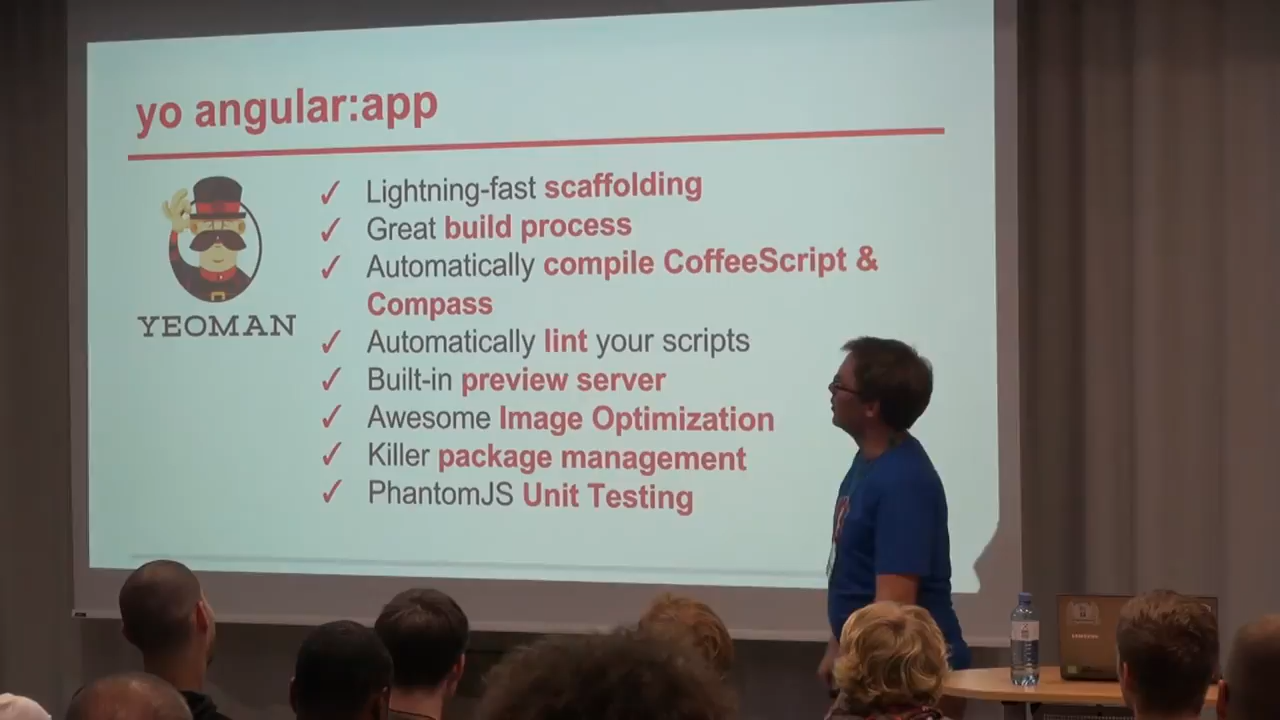 yo angular:app
✓ Lightning-fast scaffolding
✓ Great build process
✓ Automatically compile CoffeeScript &
Compass
✓ Automatically lint your scripts
✓ Built-in preview server
✓ Awesome Image Optimization
✓ Killer package management
✓ PhantomJS Unit Testing
YEOMAN
SAMSUNG